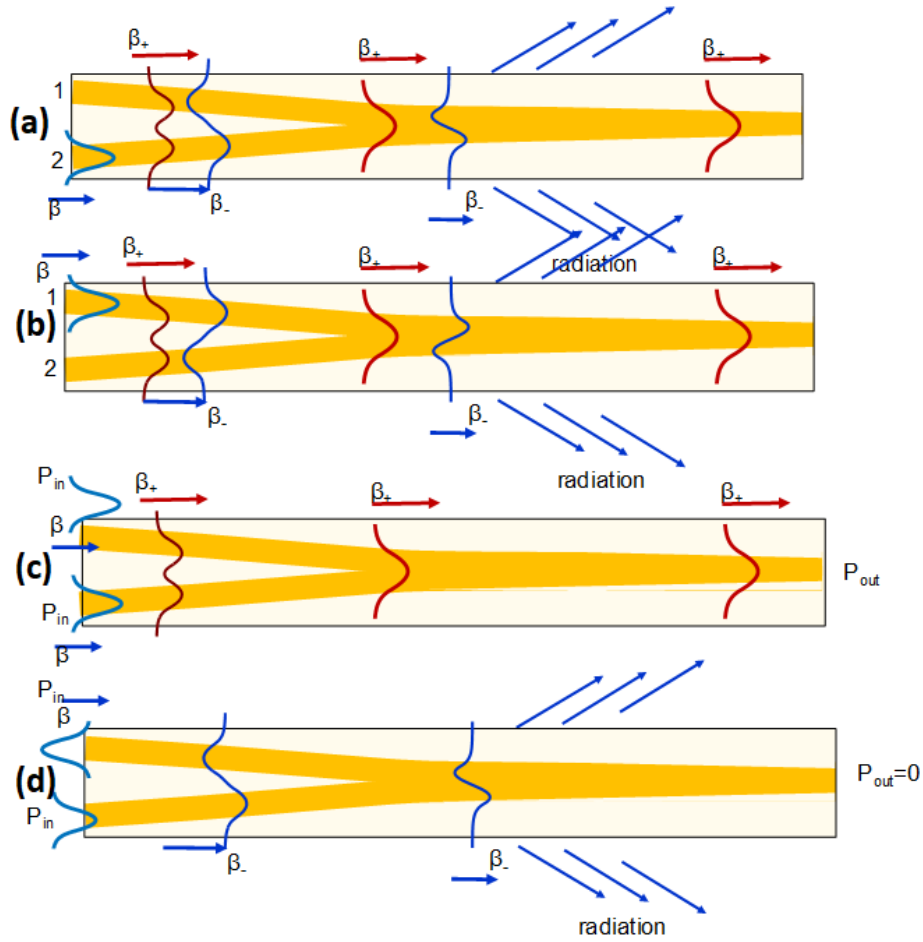 β+
β+
β+
1
(a)
2
β
β-
β-
β
β+
β+
radiation
β+
1
(b)
2
β-
β-
radiation
Pin
β+
β+
β+
β
(c)
Pin
Pout
β
Pin
β
(d)
Pin
Pout=0
β-
β-
radiation